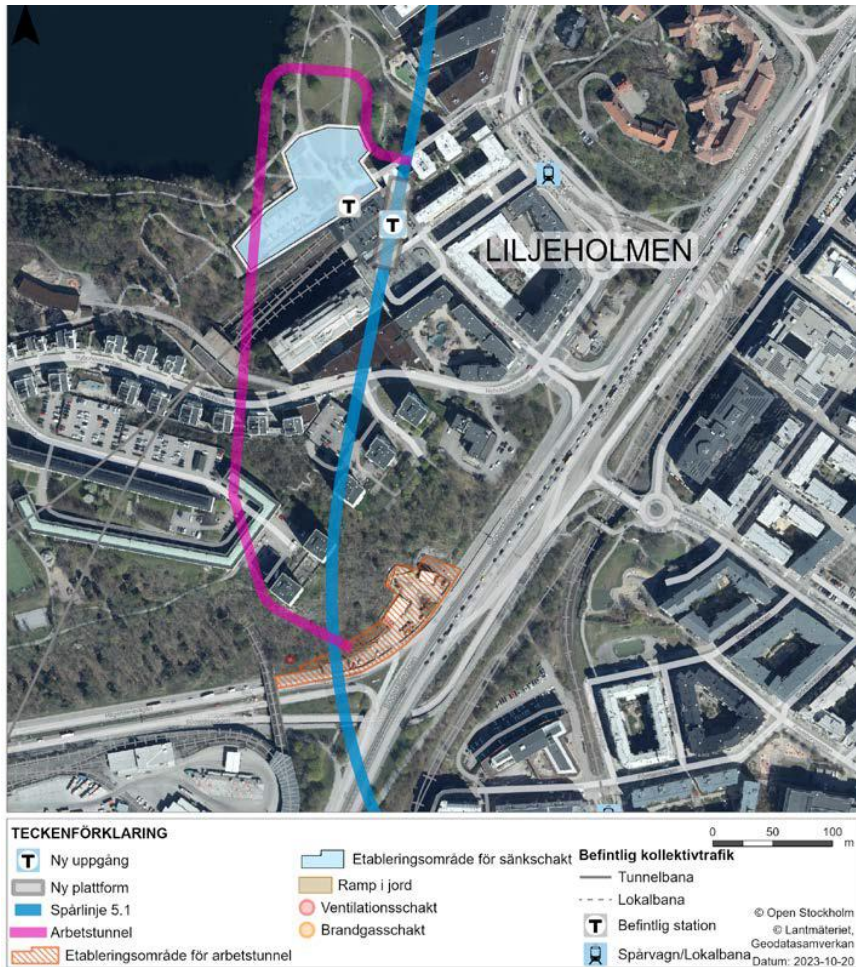 T
T
LILJEHOLMEN
TECKENFÖRKLARING
T Ny uppgång
Ny plattform
Spårlinje 5.1
Arbetstunnel
Etableringsområde för arbetstunnel
Etableringsområde för sänkschakt
Ramp i jord
Ventilationsschakt
Brandgasschakt
0 50 100
m
Befintlig kollektivtrafik
Tunnelbana
Lokalbana
T Befintlig station
Spårvagn/Lokalbana
© Open Stockholm
© Lantmäteriet,
Geodatasamverkan
Datum: 2023-10-20